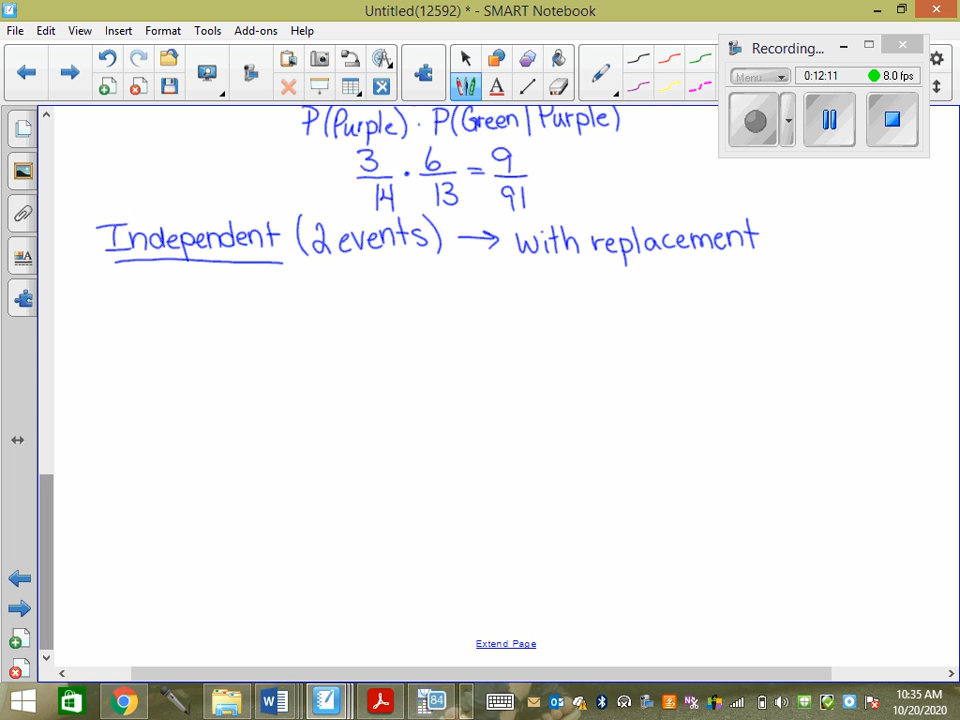 Untitled(12592) * - SMART Notebook
File Edit View Insert Format Tools Add-ons Help
Recording...
Menu 0:12:11 8.0 fps
P(Purple) · P(Green | Purple)
3/14 · 6/13 = 9/91
Independent (2 events) → with replacement
Extend Page
84
10:35 AM
10/20/2020